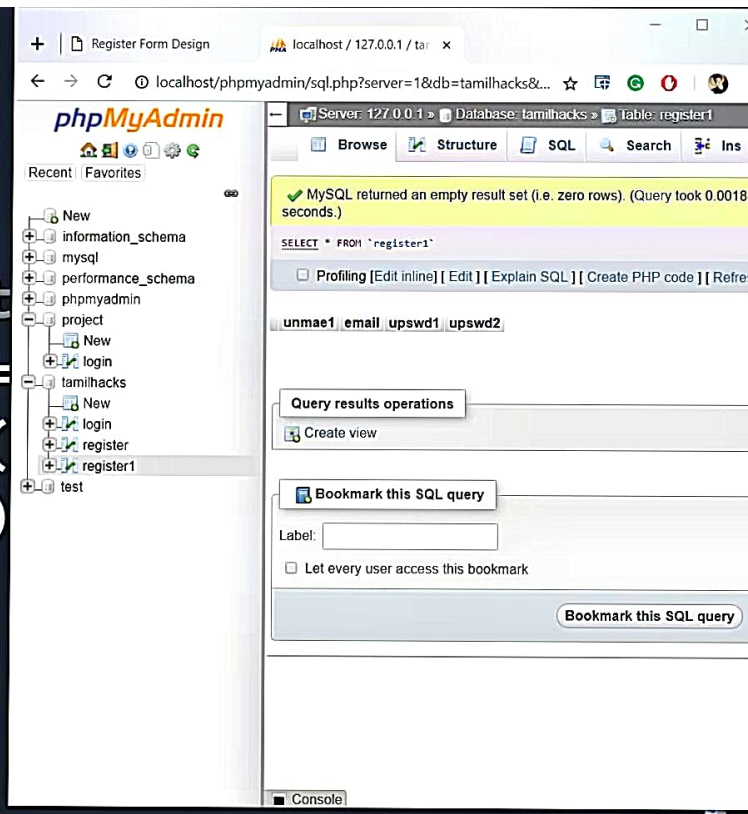 Register Form Design
localhost / 127.0.0.1 / tar
localhost/phpmyadmin/sql.php?server=1&db=tamilhacks&...
phpMyAdmin
Recent Favorites
New
information_schema
mysql
performance_schema
phpmyadmin
project
New
login
tamilhacks
New
login
register
register1
test
Server: 127.0.0.1 » Database: tamilhacks » Table: register1
Browse Structure SQL Search Ins
MySQL returned an empty result set (i.e. zero rows). (Query took 0.0018
seconds.)
SELECT * FROM `register1`
Profiling [Edit inline] [ Edit ] [ Explain SQL ] [ Create PHP code ] [ Refre
unmae1 email upswd1 upswd2
Query results operations
Create view
Bookmark this SQL query
Label:
Let every user access this bookmark
Bookmark this SQL query
Console